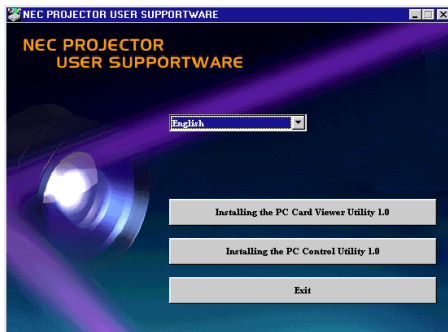 NEC PROJECTOR USER SUPPORTWARE
NEC PROJECTOR
USER SUPPORTWARE
English
Installing the PC Card Viewer Utility 1.0
Installing the PC Control Utility 1.0
Exit